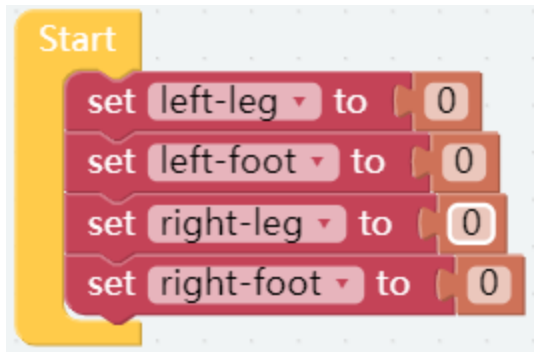 Start
set left-leg to 0
set left-foot to 0
set right-leg to 0
set right-foot to 0